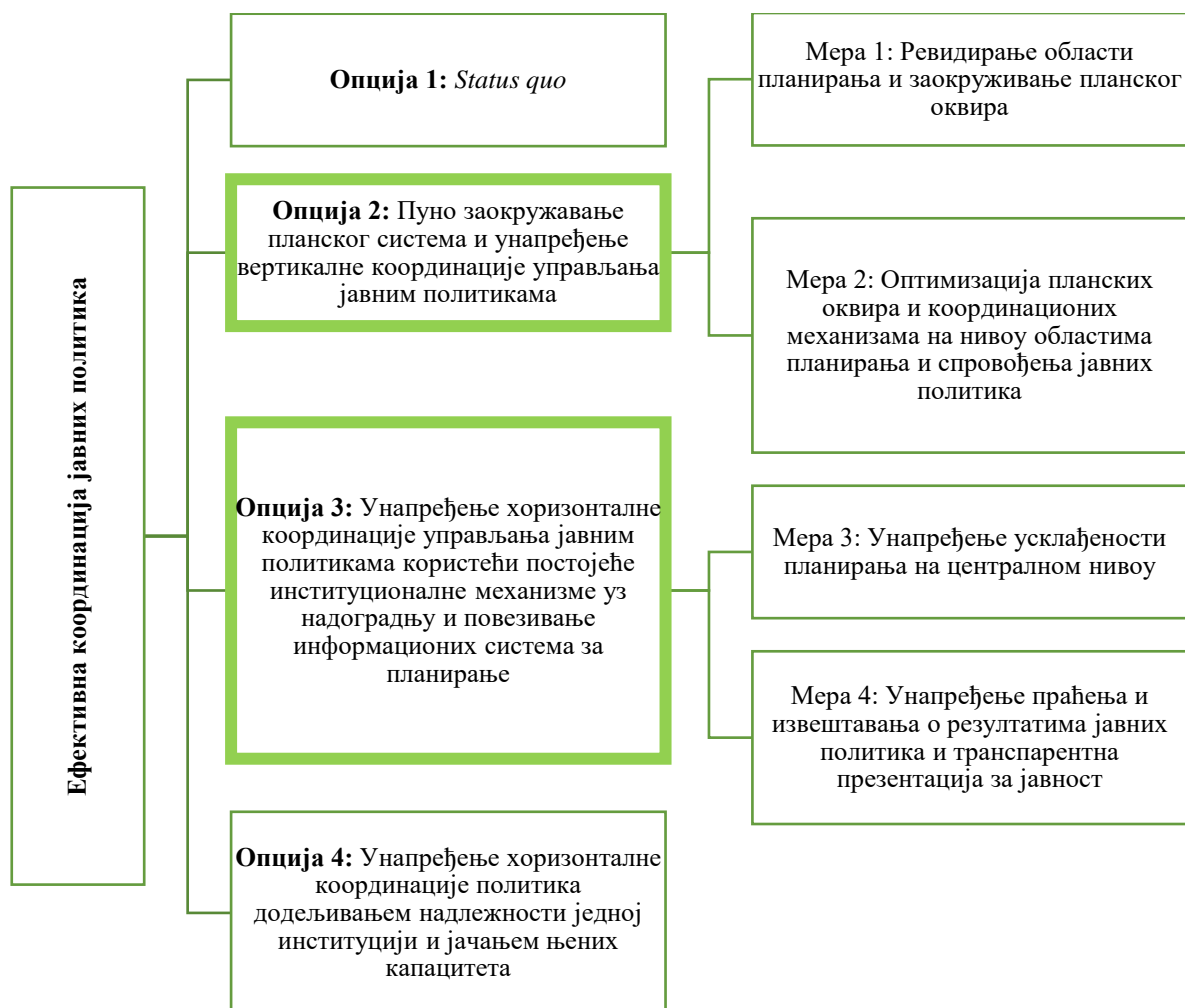 Ефективна координација јавних политика
Опција 1: Status quo
Опција 2: Пуно заокружавање
планског система и унапређење
вертикалне координације управљања
јавним политикама
Мера 1: Ревидирање области
планирања и заокруживање планског
оквира
Мера 2: Оптимизација планских
оквира и координационих
механизама на нивоу областима
планирања и спровођења јавних
политика
Опција 3: Унапређење хоризонталне
координације управљања јавним
политикама користећи постојеће
институционалне механизме уз
надоградњу и повезивање
информационих система за
планирање
Мера 3: Унапређење усклађености
планирања на централном нивоу
Мера 4: Унапређење праћења и
извештавања о резултатима јавних
политика и транспарентна
презентација за јавност
Опција 4: Унапређење хоризонталне
координације политика
додељивањем надлежности једној
институцији и јачањем њених
капацитета